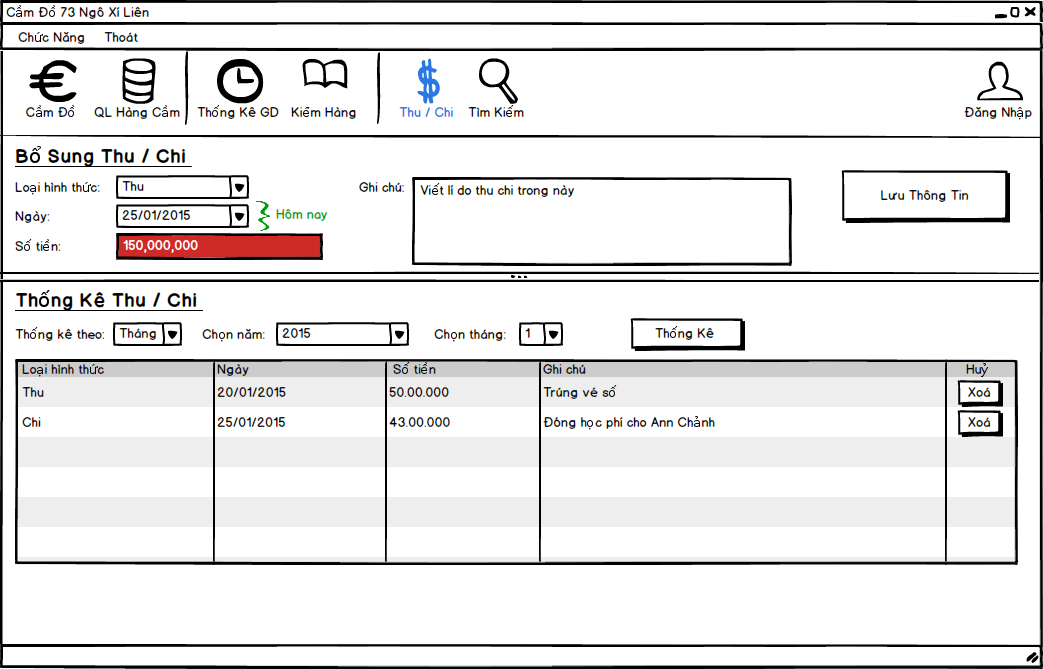 Cầm Đồ 73 Ngô Xí Liên
Chức Năng Thoát
Cầm Đồ QL Hàng Cầm Thống Kê GD Kiểm Hàng Thu / Chi Tìm Kiếm Đăng Nhập
Bổ Sung Thu / Chi
Loại hình thức: Thu Ghi chú: Viết lí do thu chi trong này Lưu Thông Tin
Ngày: 25/01/2015 Hôm nay
Số tiền: 150,000,000
Thống Kê Thu / Chi
Thống kê theo: Tháng Chọn năm: 2015 Chọn tháng: 1 Thống Kê
Loại hình thức Ngày Số tiền Ghi chú Huỷ
Thu 20/01/2015 50.00.000 Trúng vé số Xoá
Chi 25/01/2015 43.00.000 Đóng học phí cho Ann Chảnh Xoá